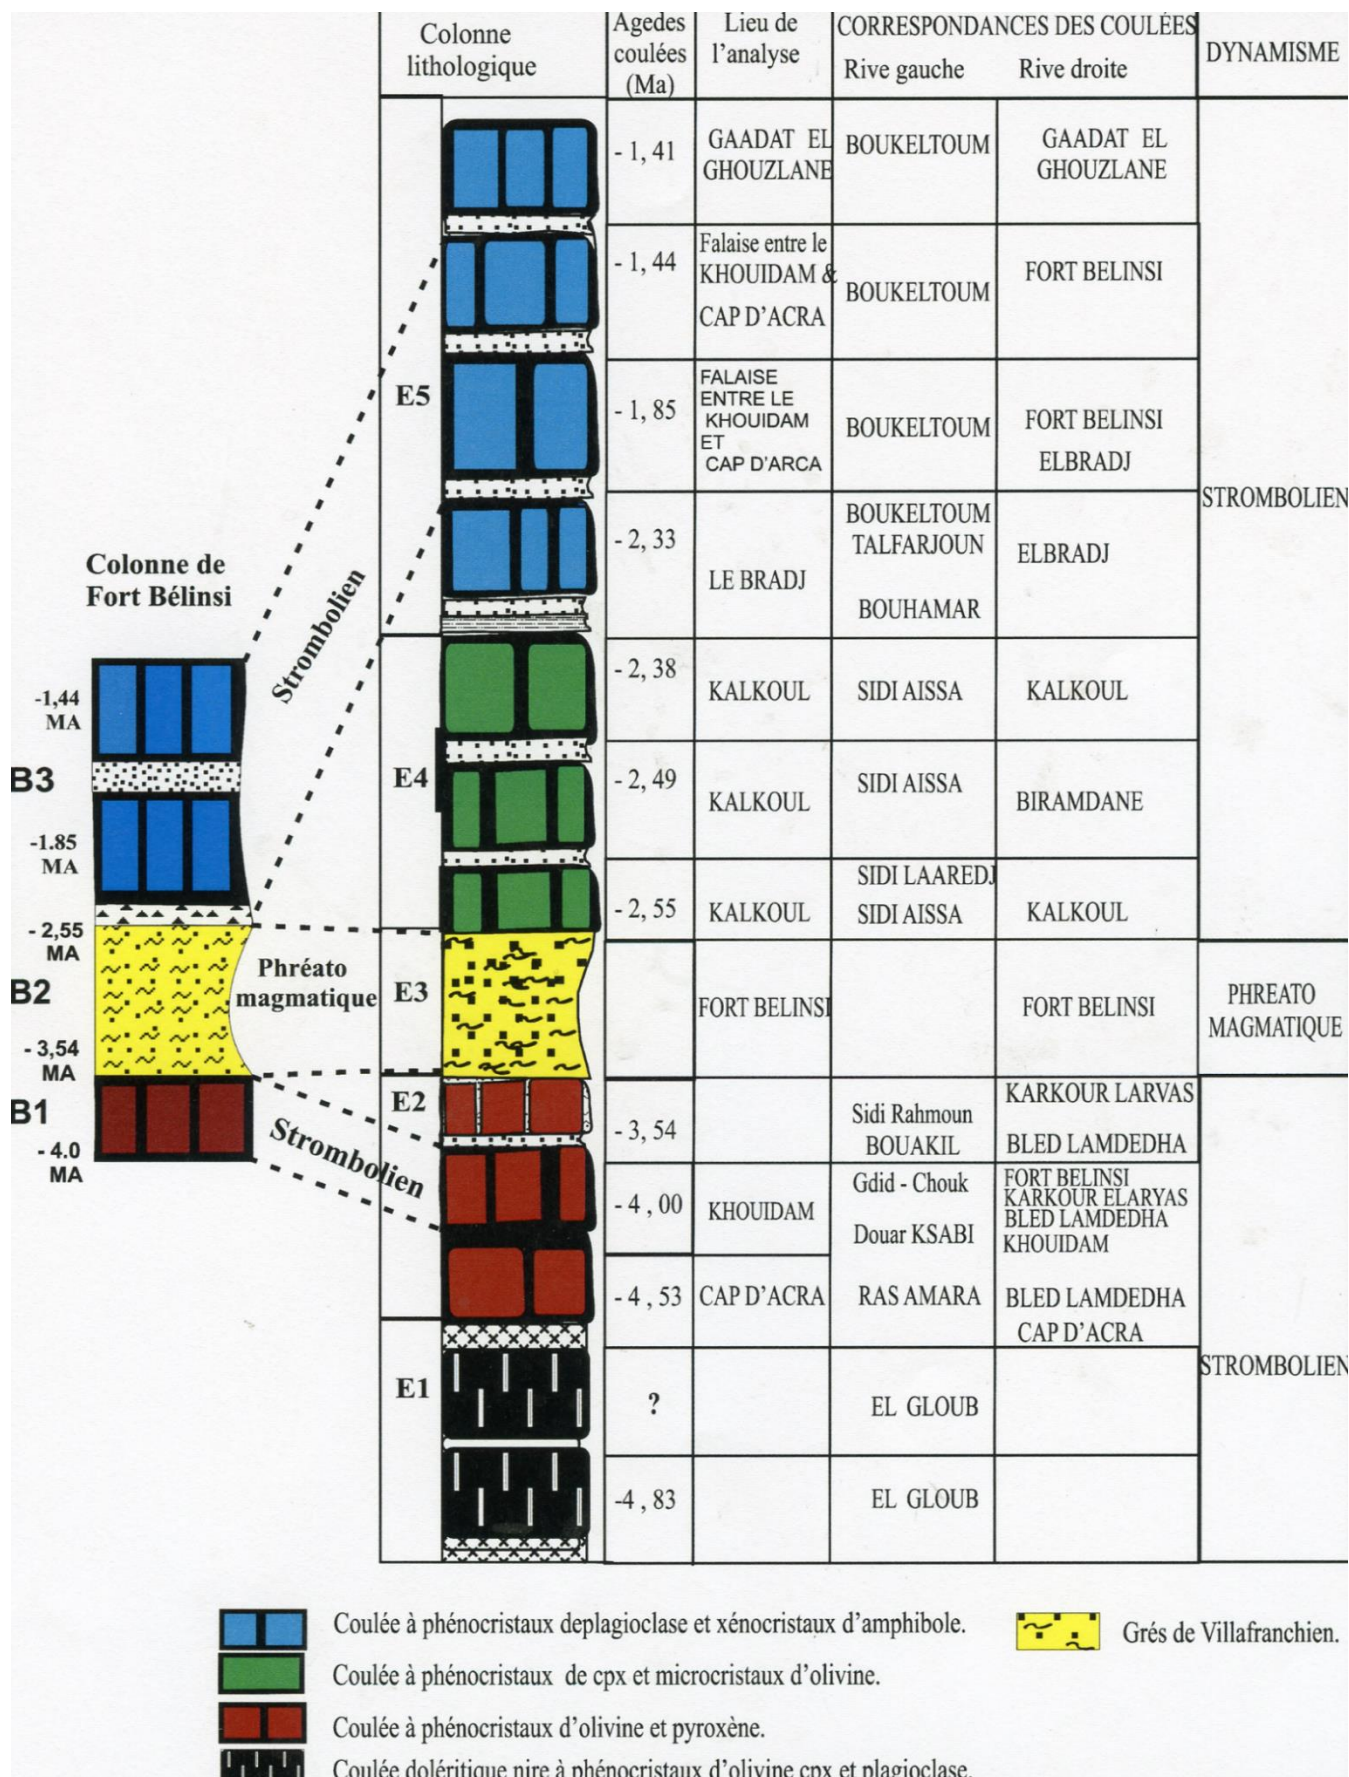 Colonne
lithologique
Agedes
coulées
(Ma)
Lieu de
l'analyse
CORRESPONDANCES DES COULÉES
Rive gauche
Rive droite
DYNAMISME
E5
- 1, 41
GAADAT EL
GHOUZLANE
BOUKELTOUM
GAADAT EL
GHOUZLANE
- 1, 44
Falaise entre le
KHOUIDAM &
CAP D'ACRA
BOUKELTOUM
FORT BELINSI
- 1, 85
FALAISE
ENTRE LE
KHOUIDAM
ET
CAP D'ARCA
BOUKELTOUM
FORT BELINSI
ELBRADJ
- 2, 33
LE BRADJ
BOUKELTOUM
TALFARJOUN
BOUHAMAR
ELBRADJ
STROMBOLIEN
E4
- 2, 38
KALKOUL
SIDI AISSA
KALKOUL
- 2, 49
KALKOUL
SIDI AISSA
BIRAMDANE
- 2, 55
KALKOUL
SIDI LAAREDJ
SIDI AISSA
KALKOUL
E3
FORT BELINSI
FORT BELINSI
PHREATO
MAGMATIQUE
E2
- 3, 54
Sidi Rahmoun
BOUAKIL
KARKOUR LARVAS
BLED LAMDEDHA
- 4 , 00
KHOUIDAM
Gdid - Chouk
Douar KSABI
FORT BELINSI
KARKOUR ELARYAS
BLED LAMDEDHA
KHOUIDAM
- 4 , 53
CAP D'ACRA
RAS AMARA
BLED LAMDEDHA
CAP D'ACRA
STROMBOLIEN
E1
?
EL GLOUB
-4 , 83
EL GLOUB
Colonne de
Fort Bélinsi
Strombolien
-1,44
MA
B3
-1.85
MA
- 2,55
MA
B2
Phréato
magmatique
- 3,54
MA
B1
- 4.0
MA
Strombolien
Coulée à phénocristaux deplagioclase et xénocristaux d'amphibole.
Grés de Villafranchien.
Coulée à phénocristaux de cpx et microcristaux d'olivine.
Coulée à phénocristaux d'olivine et pyroxène.
Coulée doléritique nire à phénocristaux d'olivine cpx et plagioclase.